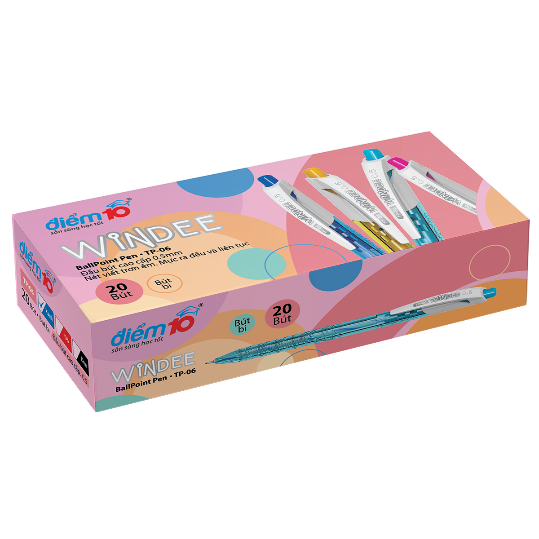 điểm 10
sẵn sàng học tốt
WINDEE
BallPoint Pen - TP-06
Đầu bút cao cấp 0.5mm
Nét viết trơn êm. Mực ra đều và liên tục
20
Bút
Bút
bi
điểm 10
sẵn sàng học tốt
WINDEE
BallPoint Pen - TP-06
Bút
bi
20
Bút